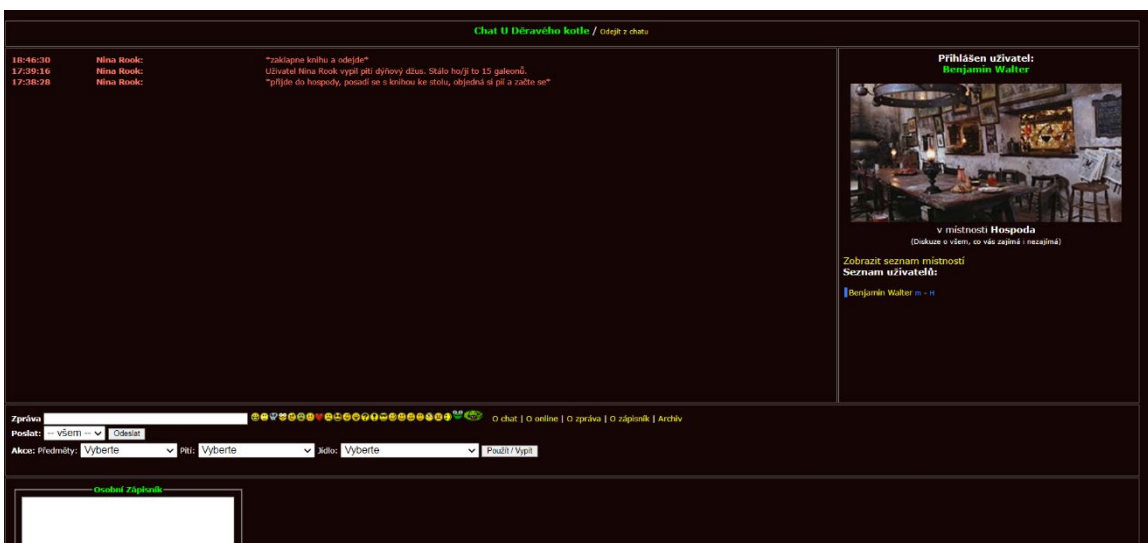 Chat U Děravého kotle / Odejít z chatu
18:46:30 Nina Rook: *zaklapne knihu a odejde*
17:39:16 Nina Rook: Uživatel Nina Rook vypil pití dýňový džus. Stálo ho/ji to 15 galeonů.
17:38:28 Nina Rook: *přijde do hospody, posadí se s knihou ke stolu, objedná si pií a začte se*
Přihlášen uživatel:
Benjamin Walter
v místnosti Hospoda
(Diskuze o všem, co vás zajímá i nezajímá)
Zobrazit seznam místností
Seznam uživatelů:
Benjamin Walter m - H
Zpráva O chat | O online | O zpráva | O zápisník | Archiv
Poslat: -- všem -- Odeslat
Akce: Předměty: Vyberte Pití: Vyberte Jídlo: Vyberte Použít / Vypít
Osobní Zápisník